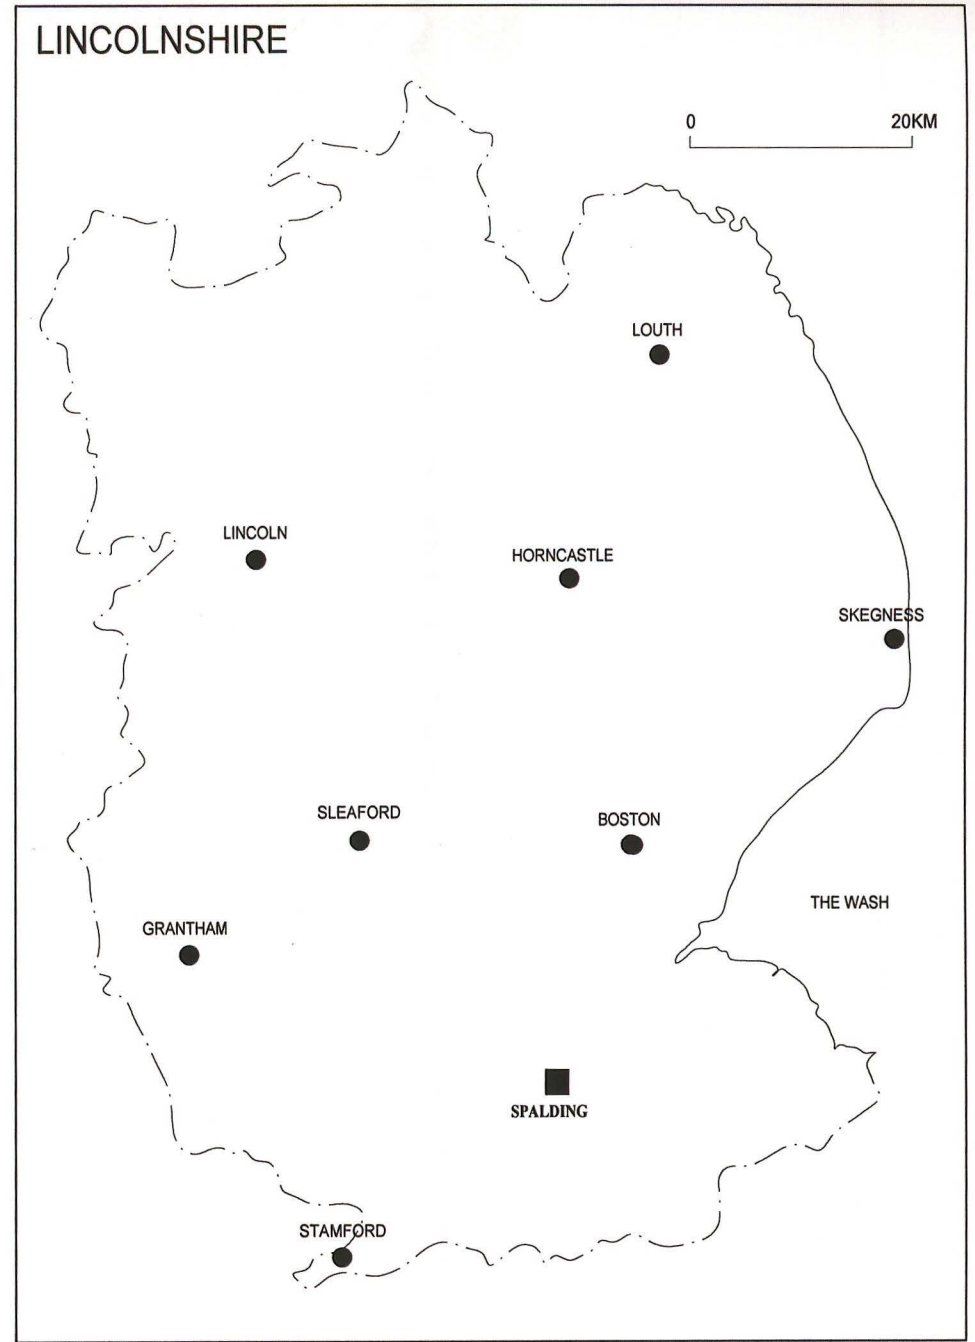 LINCOLNSHIRE
0 20KM
LOUTH
LINCOLN
HORNCASTLE
SKEGNESS
SLEAFORD
BOSTON
THE WASH
GRANTHAM
SPALDING
STAMFORD